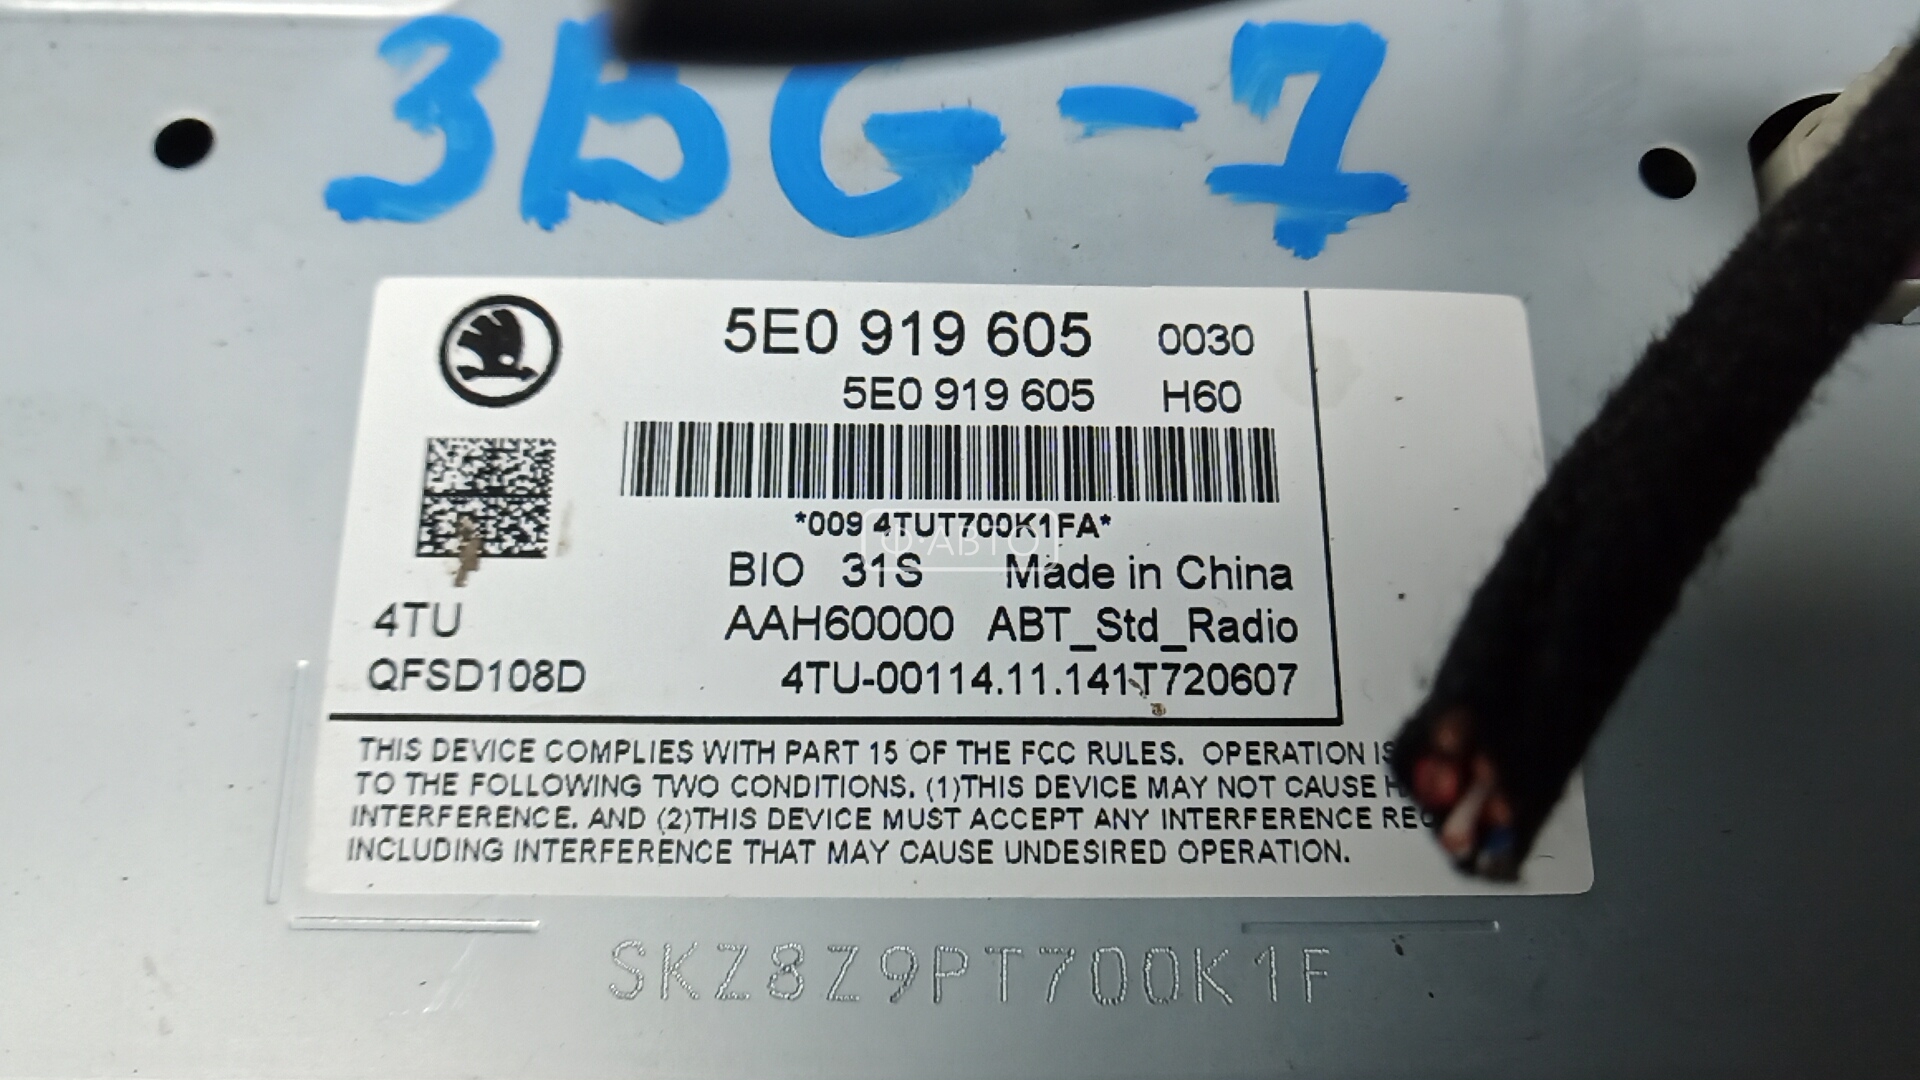 3BG-7
5E0 919 605 0030
5E0 919 605 H60
*009 4TUT700K1FA*
Ф-АВТО
BIO 31S Made in China
4TU AAH60000 ABT_Std_Radio
QFSD108D 4TU-00114.11.141T720607
THIS DEVICE COMPLIES WITH PART 15 OF THE FCC RULES. OPERATION IS
TO THE FOLLOWING TWO CONDITIONS. (1)THIS DEVICE MAY NOT CAUSE
INTERFERENCE. AND (2)THIS DEVICE MUST ACCEPT ANY INTERFERENCE
INCLUDING INTERFERENCE THAT MAY CAUSE UNDESIRED OPERATION.
SKZ8Z9PT700K1F